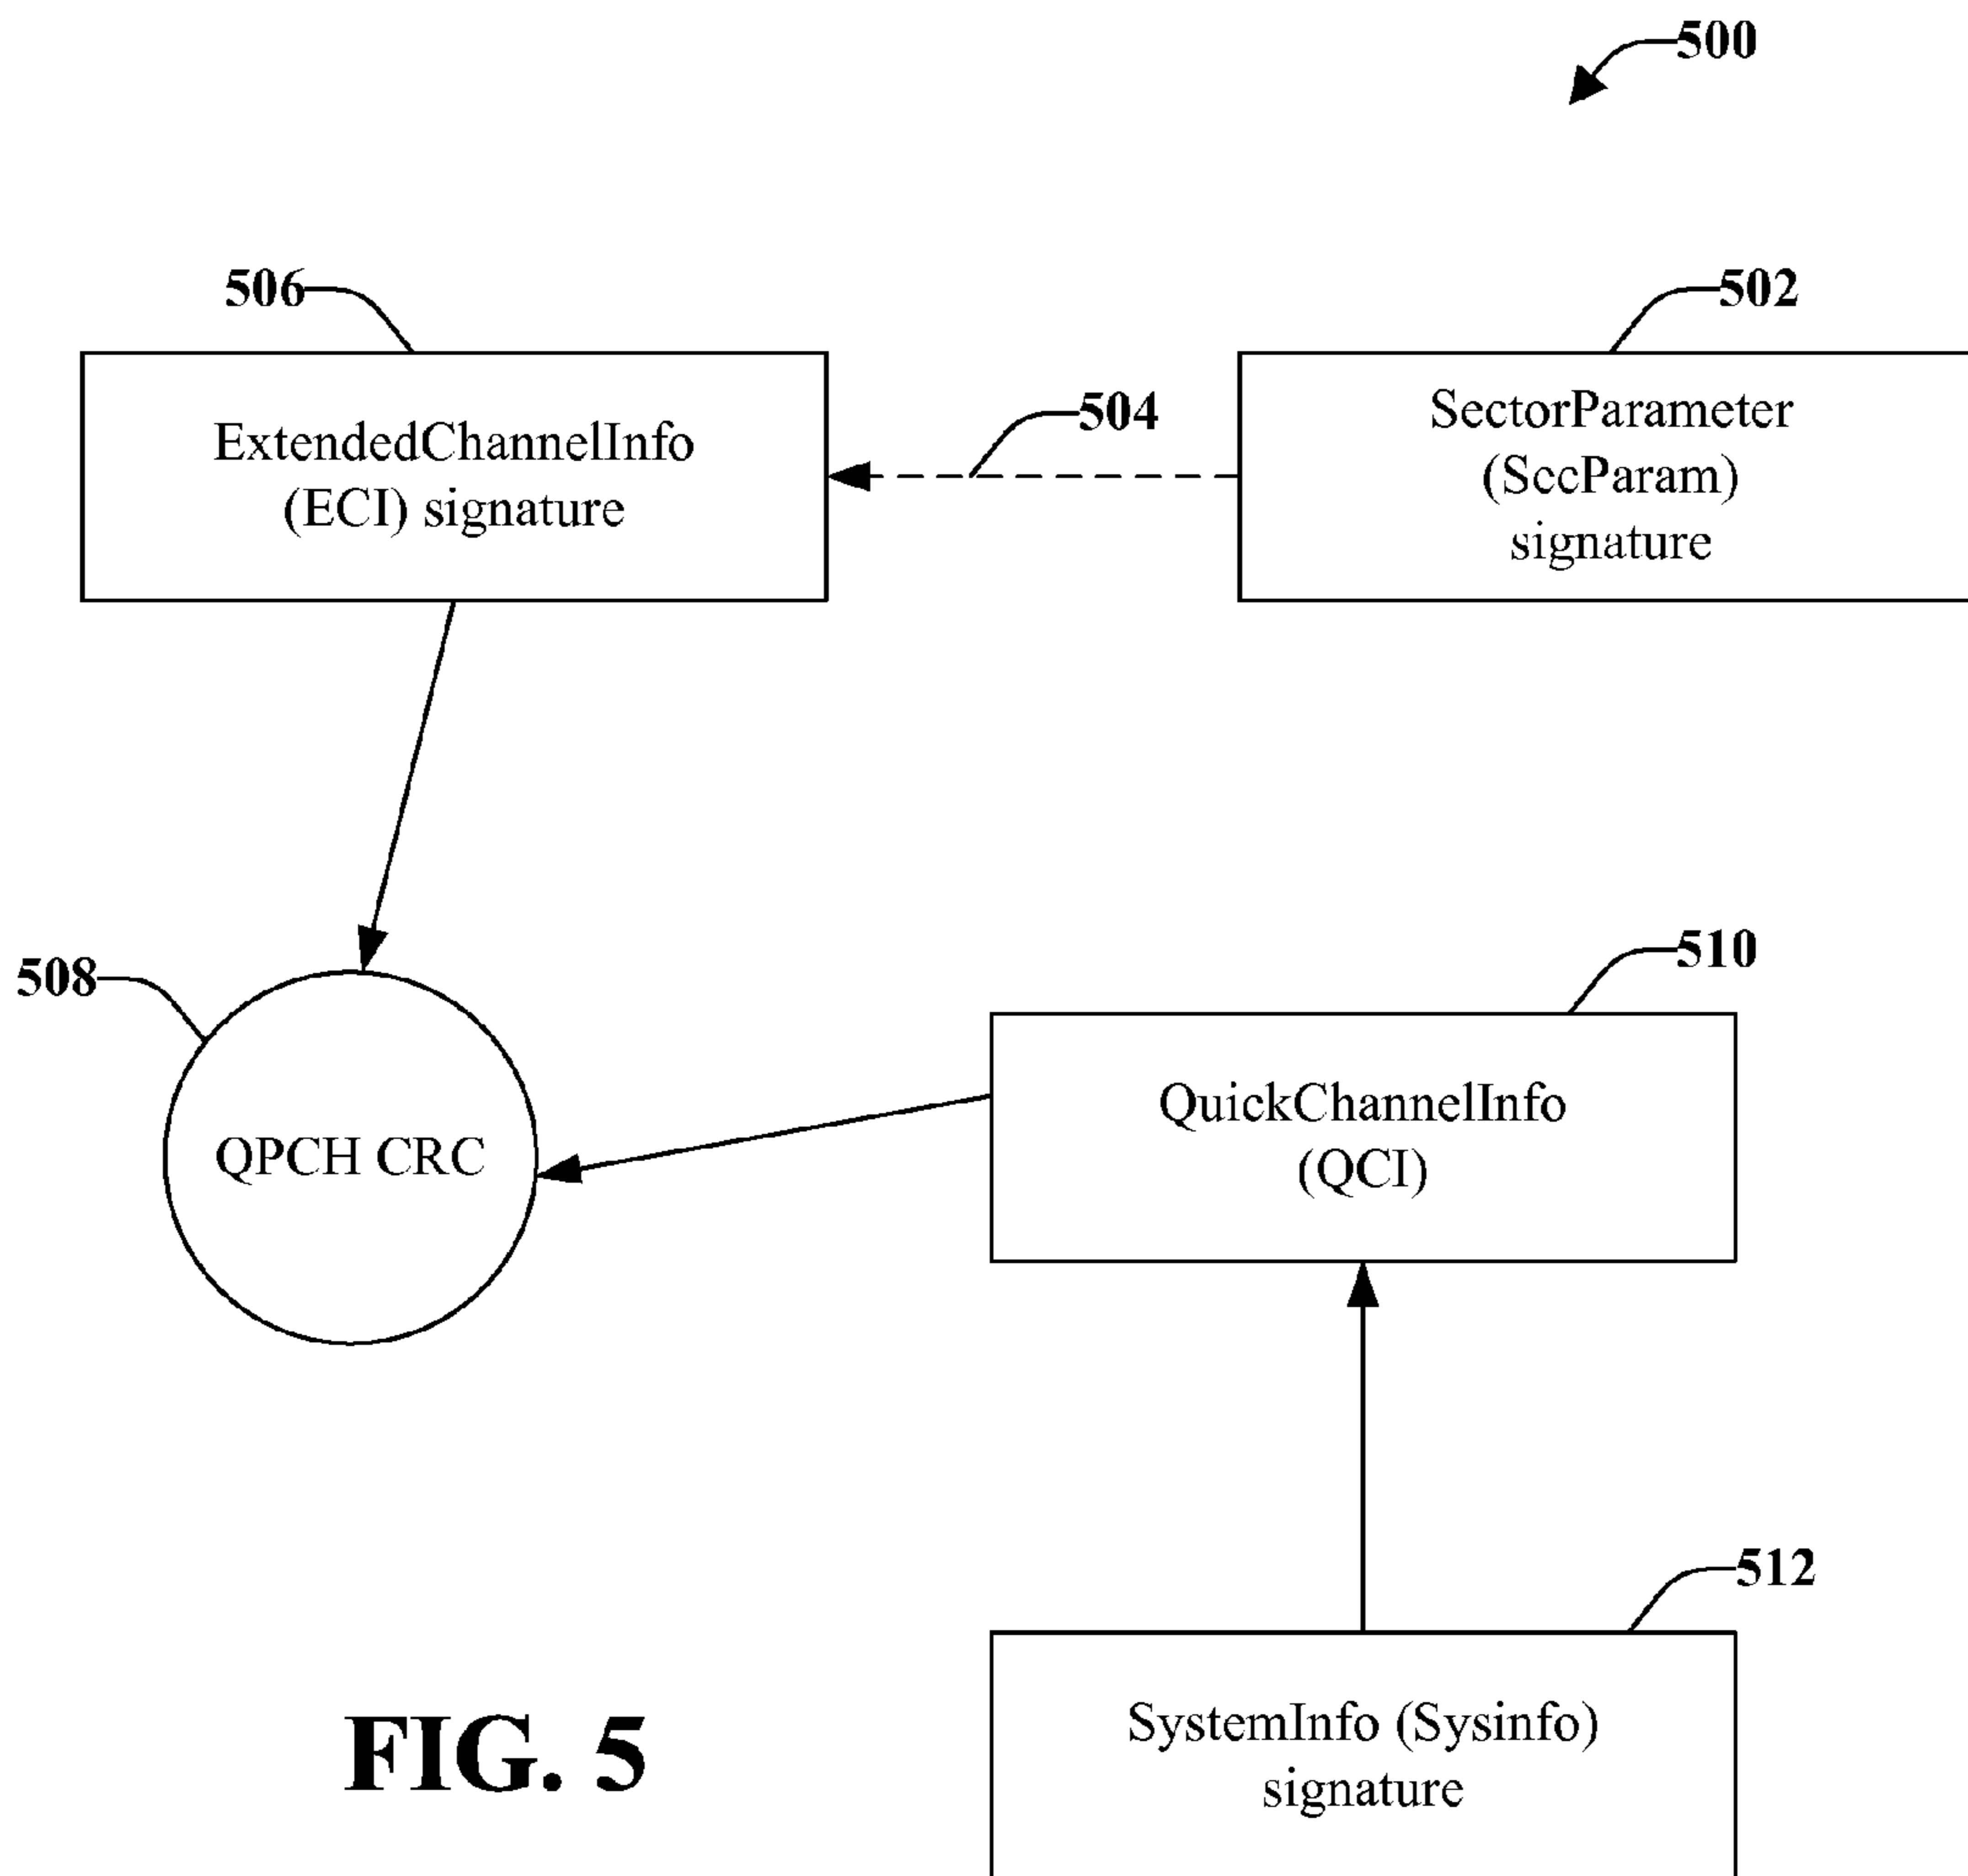 500
506
502
504
ExtendedChannelInfo
(ECI) signature
SectorParameter
(SccParam)
signature
508
510
QPCH CRC
QuickChannelInfo
(QCI)
512
SystemInfo (Sysinfo)
signature
FIG. 5